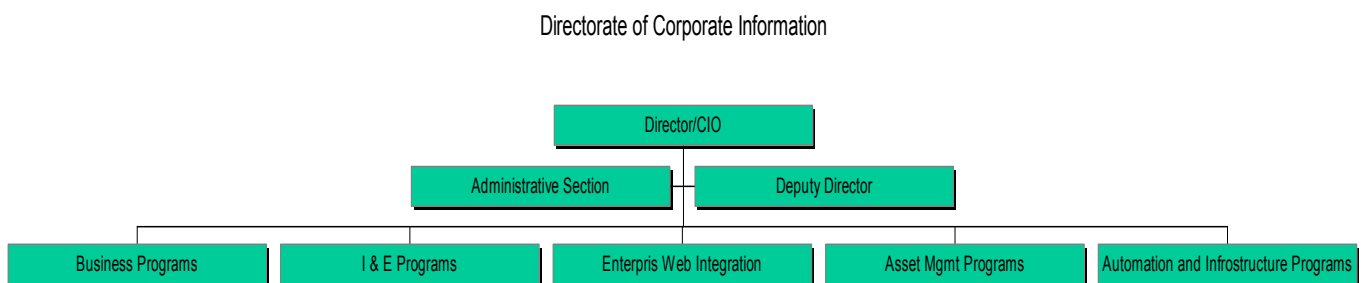 Directorate of Corporate Information
Director/CIO
Administrative Section
Deputy Director
Business Programs
I & E Programs
Enterpris Web Integration
Asset Mgmt Programs
Automation and Infrostructure Programs